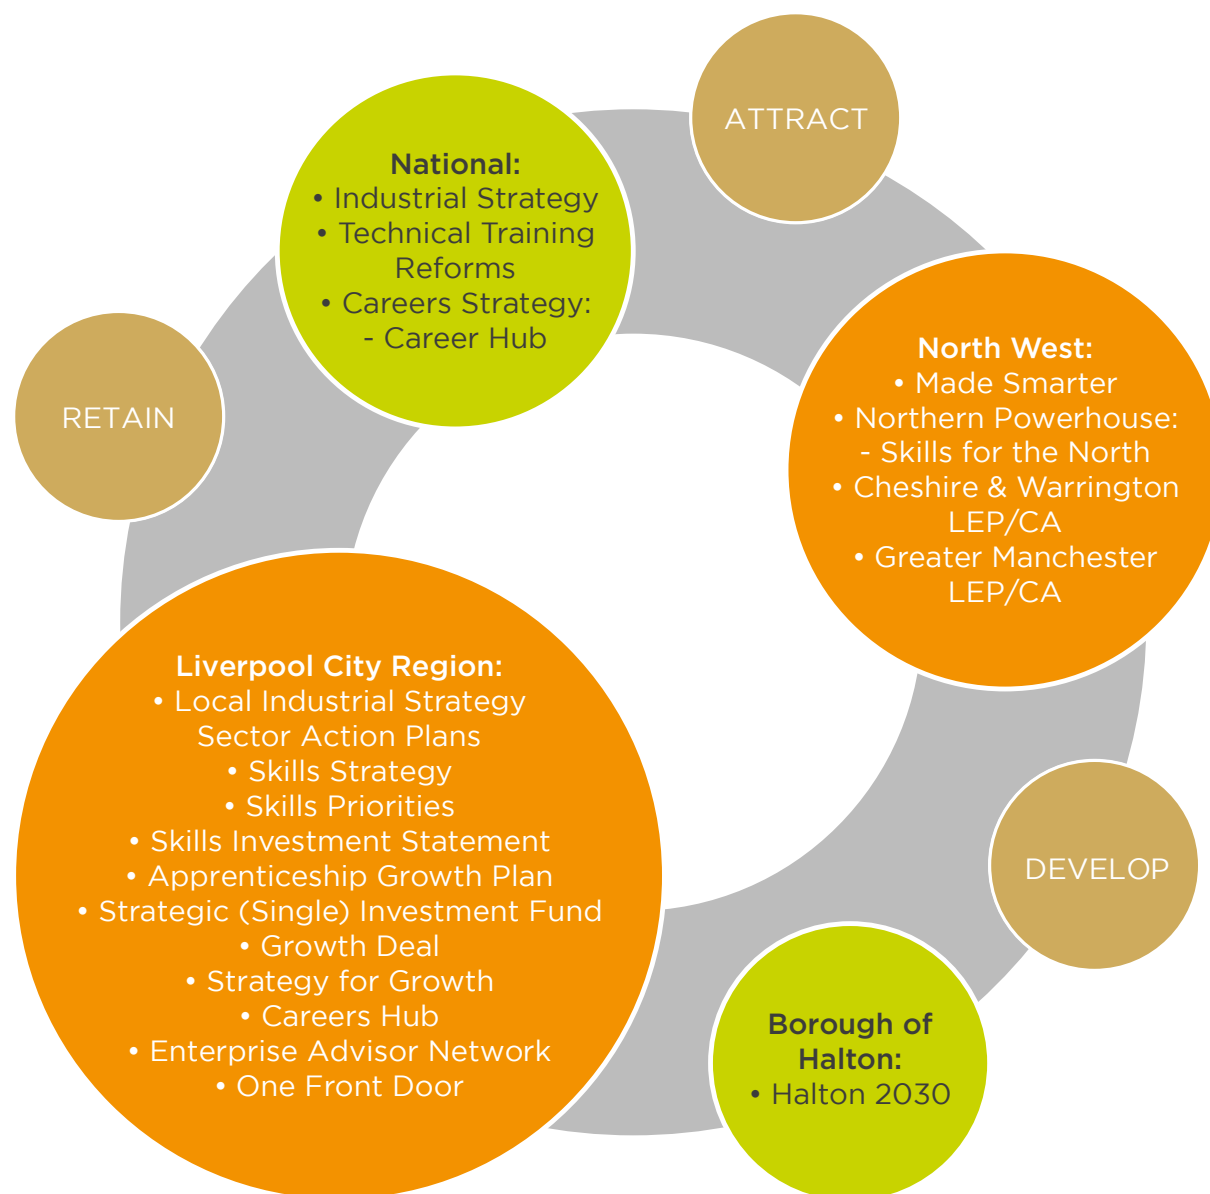 ATTRACT
National:
• Industrial Strategy
• Technical Training
Reforms
• Careers Strategy:
- Career Hub
North West:
• Made Smarter
• Northern Powerhouse:
- Skills for the North
• Cheshire & Warrington
LEP/CA
• Greater Manchester
LEP/CA
RETAIN
Liverpool City Region:
• Local Industrial Strategy
Sector Action Plans
• Skills Strategy
• Skills Priorities
• Skills Investment Statement
• Apprenticeship Growth Plan
• Strategic (Single) Investment Fund
• Growth Deal
• Strategy for Growth
• Careers Hub
• Enterprise Advisor Network
• One Front Door
DEVELOP
Borough of
Halton:
• Halton 2030